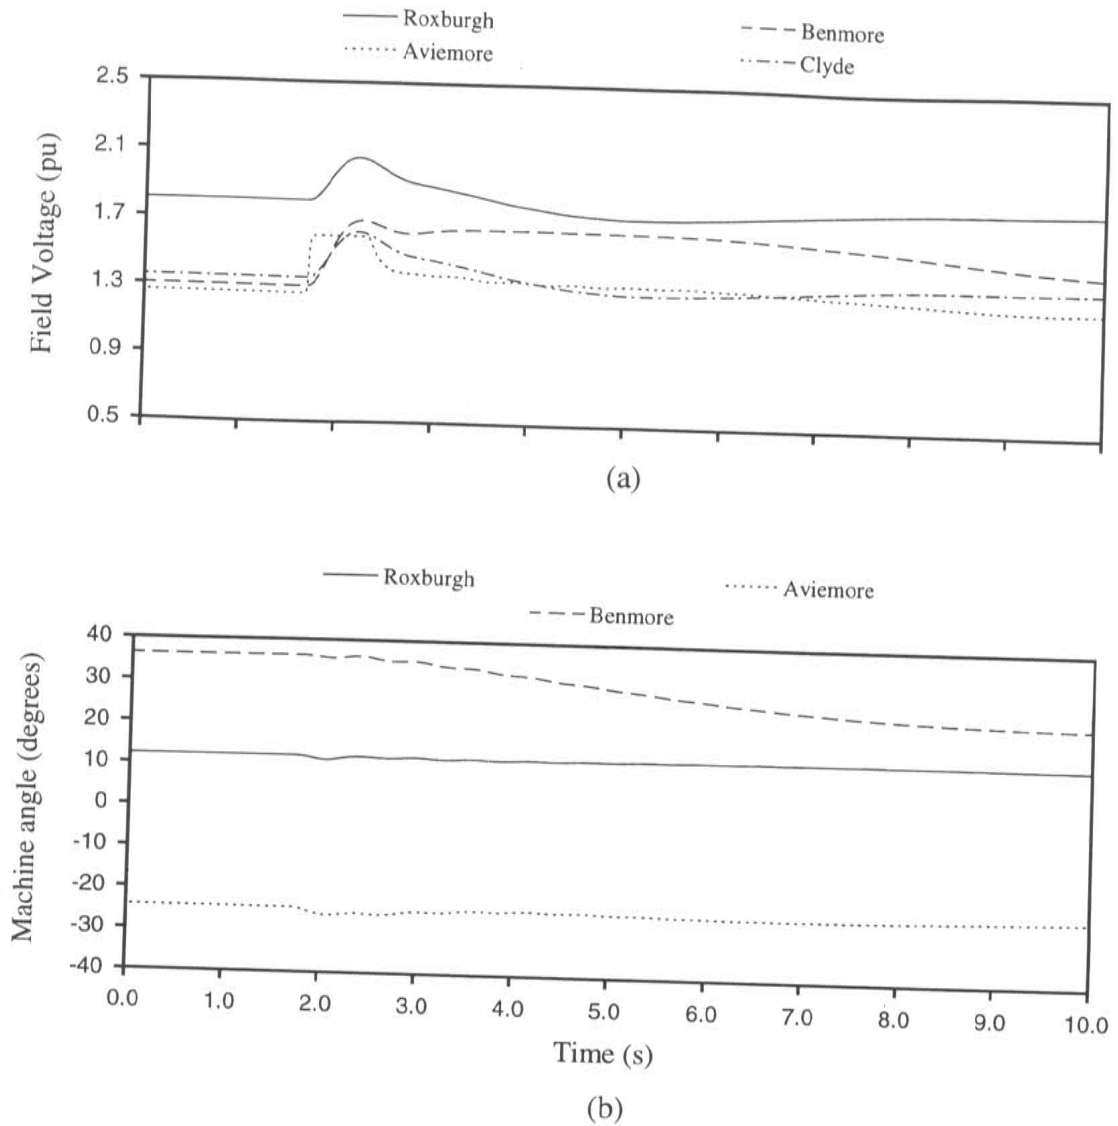 Roxburgh
Benmore
Aviemore
Clyde
2.5
2.1
1.7
1.3
0.9
0.5
Field Voltage (pu)
(a)
Roxburgh
Aviemore
Benmore
40
30
20
10
0
-10
-20
-30
-40
Machine angle (degrees)
0.0 1.0 2.0 3.0 4.0 5.0 6.0 7.0 8.0 9.0 10.0
Time (s)
(b)